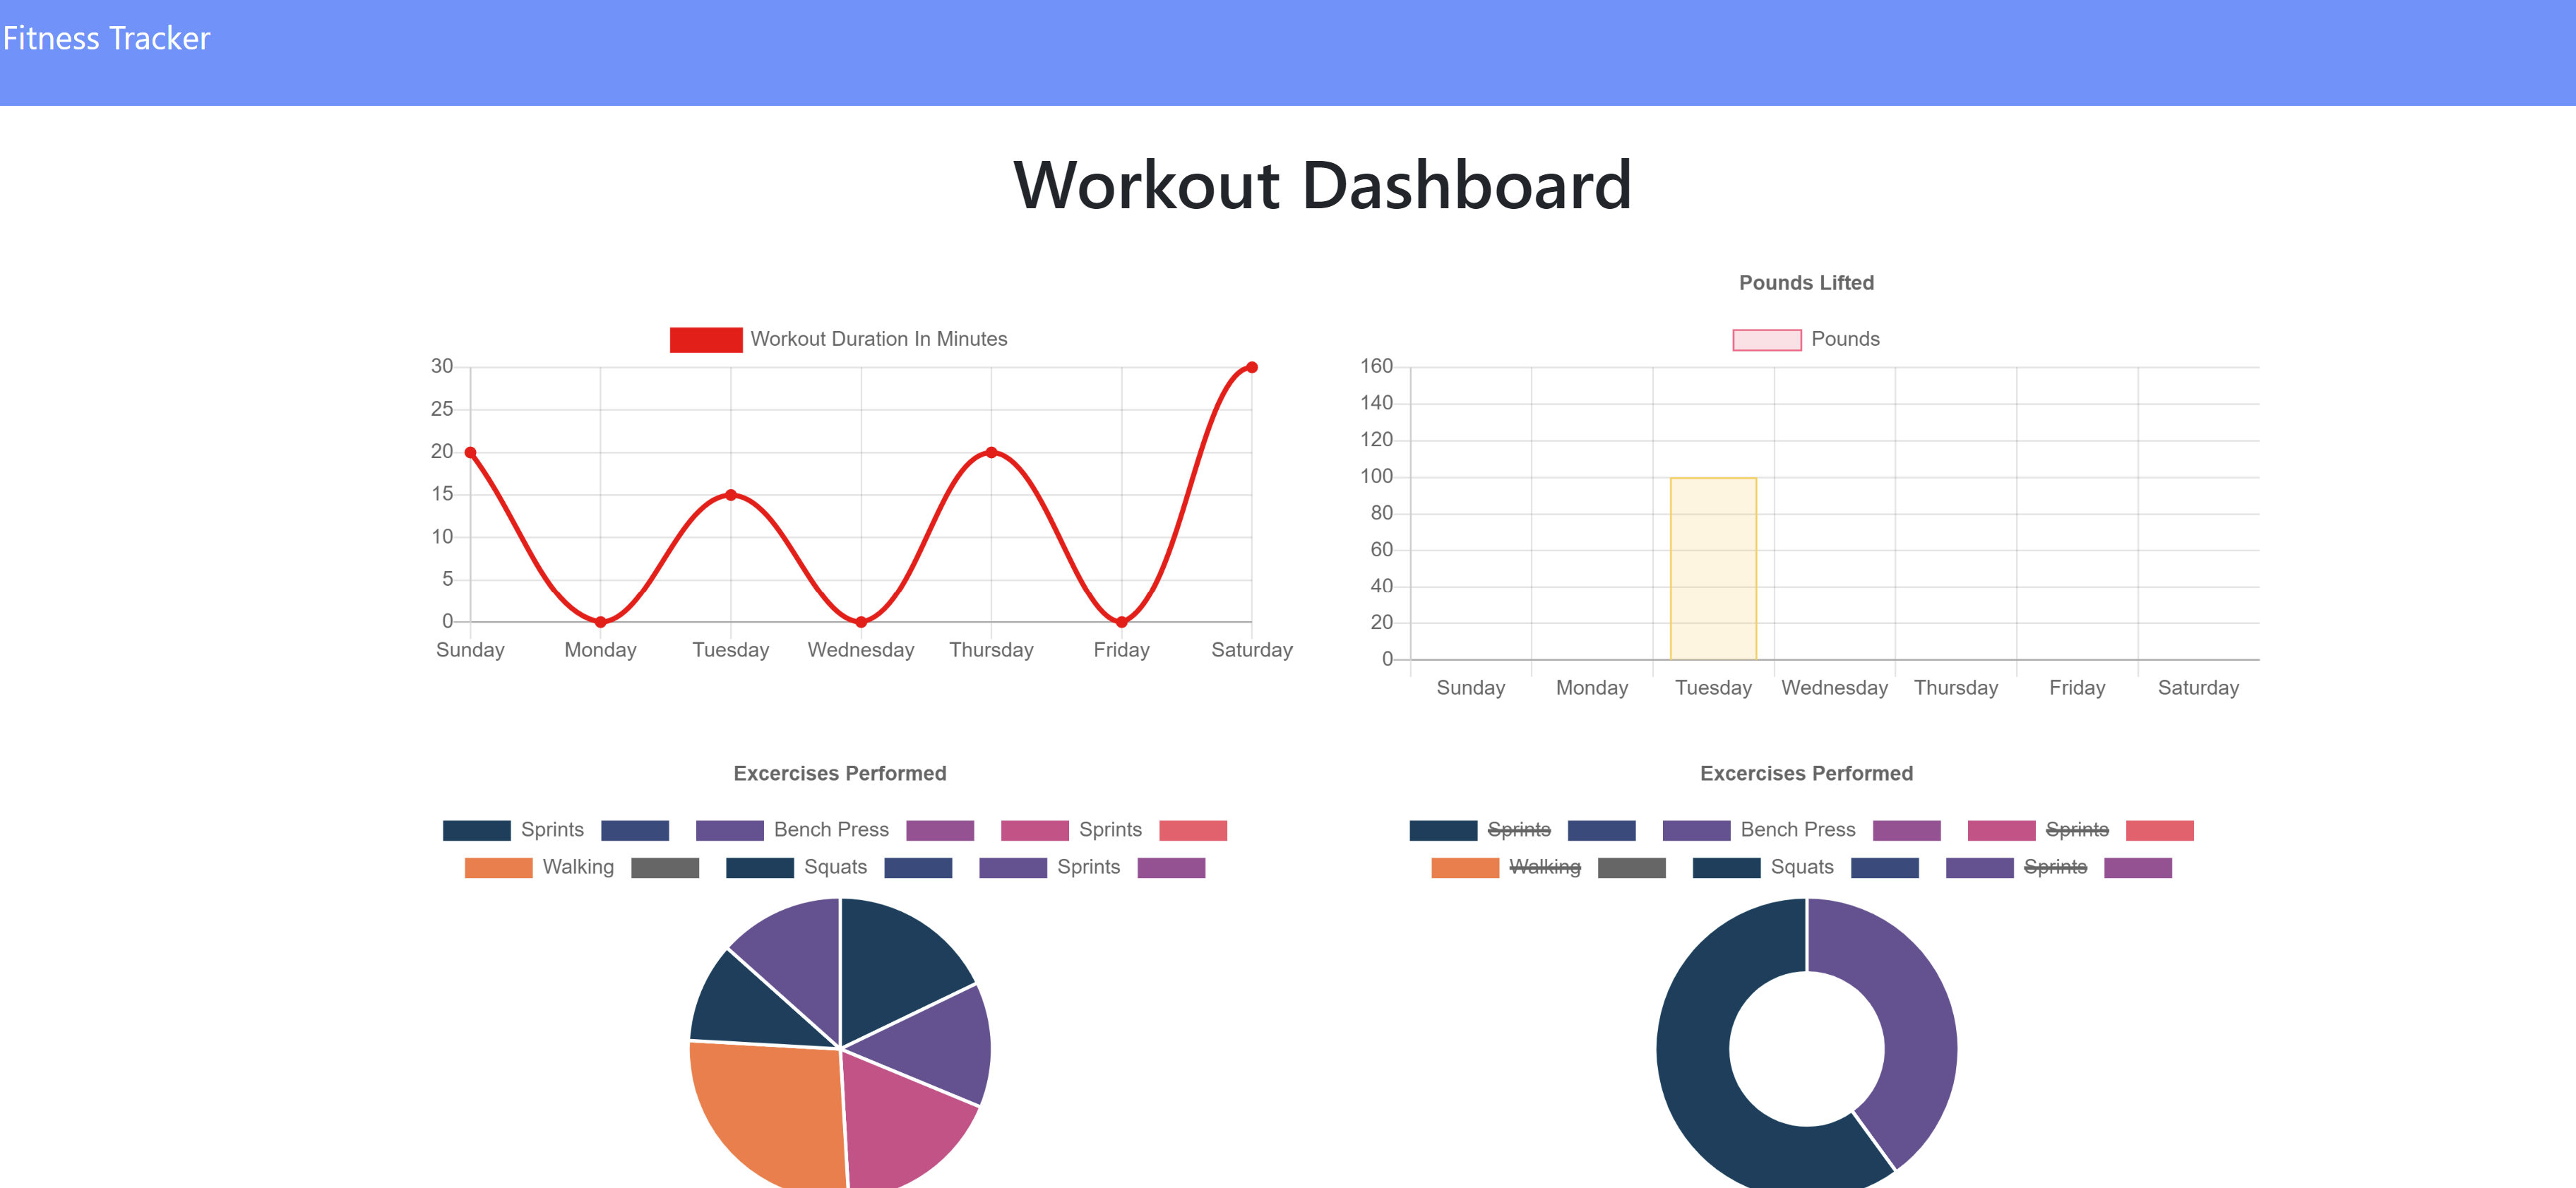 Fitness Tracker
Workout Dashboard
Workout Duration In Minutes
30
25
20
15
10
5
0
Sunday Monday Tuesday Wednesday Thursday Friday Saturday
Pounds Lifted
Pounds
160
140
120
100
80
60
40
20
0
Sunday Monday Tuesday Wednesday Thursday Friday Saturday
Excercises Performed
Sprints Bench Press Sprints
Walking Squats Sprints
Excercises Performed
Sprints Bench Press Sprints
Walking Squats Sprints